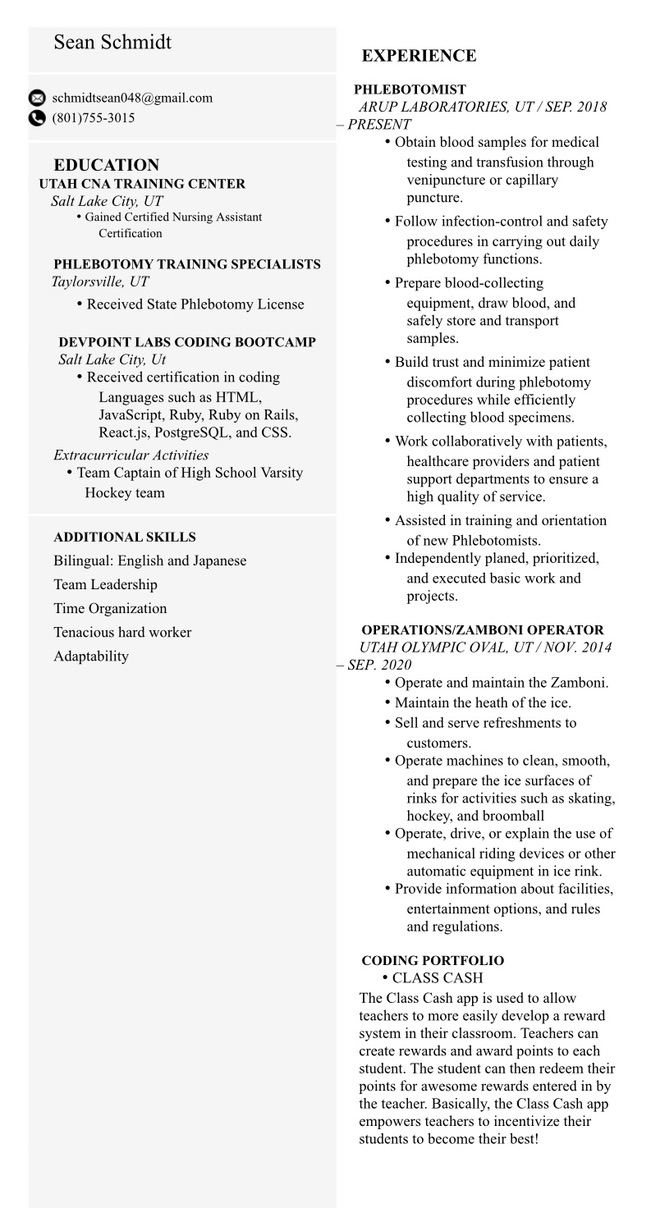 Sean Schmidt
schmidtsean048@gmail.com
(801)755-3015
EDUCATION
UTAH CNA TRAINING CENTER
Salt Lake City, UT
• Gained Certified Nursing Assistant
Certification
PHLEBOTOMY TRAINING SPECIALISTS
Taylorsville, UT
• Received State Phlebotomy License
DEVPOINT LABS CODING BOOTCAMP
Salt Lake City, Ut
• Received certification in coding
Languages such as HTML,
JavaScript, Ruby, Ruby on Rails,
React.js, PostgreSQL, and CSS.
Extracurricular Activities
• Team Captain of High School Varsity
Hockey team
ADDITIONAL SKILLS
Bilingual: English and Japanese
Team Leadership
Time Organization
Tenacious hard worker
Adaptability
EXPERIENCE
PHLEBOTOMIST
ARUP LABORATORIES, UT / SEP. 2018
– PRESENT
• Obtain blood samples for medical
testing and transfusion through
venipuncture or capillary
puncture.
• Follow infection-control and safety
procedures in carrying out daily
phlebotomy functions.
• Prepare blood-collecting
equipment, draw blood, and
safely store and transport
samples.
• Build trust and minimize patient
discomfort during phlebotomy
procedures while efficiently
collecting blood specimens.
• Work collaboratively with patients,
healthcare providers and patient
support departments to ensure a
high quality of service.
• Assisted in training and orientation
of new Phlebotomists.
• Independently planed, prioritized,
and executed basic work and
projects.
OPERATIONS/ZAMBONI OPERATOR
UTAH OLYMPIC OVAL, UT / NOV. 2014
– SEP. 2020
• Operate and maintain the Zamboni.
• Maintain the heath of the ice.
• Sell and serve refreshments to
customers.
• Operate machines to clean, smooth,
and prepare the ice surfaces of
rinks for activities such as skating,
hockey, and broomball
• Operate, drive, or explain the use of
mechanical riding devices or other
automatic equipment in ice rink.
• Provide information about facilities,
entertainment options, and rules
and regulations.
CODING PORTFOLIO
• CLASS CASH
The Class Cash app is used to allow
teachers to more easily develop a reward
system in their classroom. Teachers can
create rewards and award points to each
student. The student can then redeem their
points for awesome rewards entered in by
the teacher. Basically, the Class Cash app
empowers teachers to incentivize their
students to become their best!